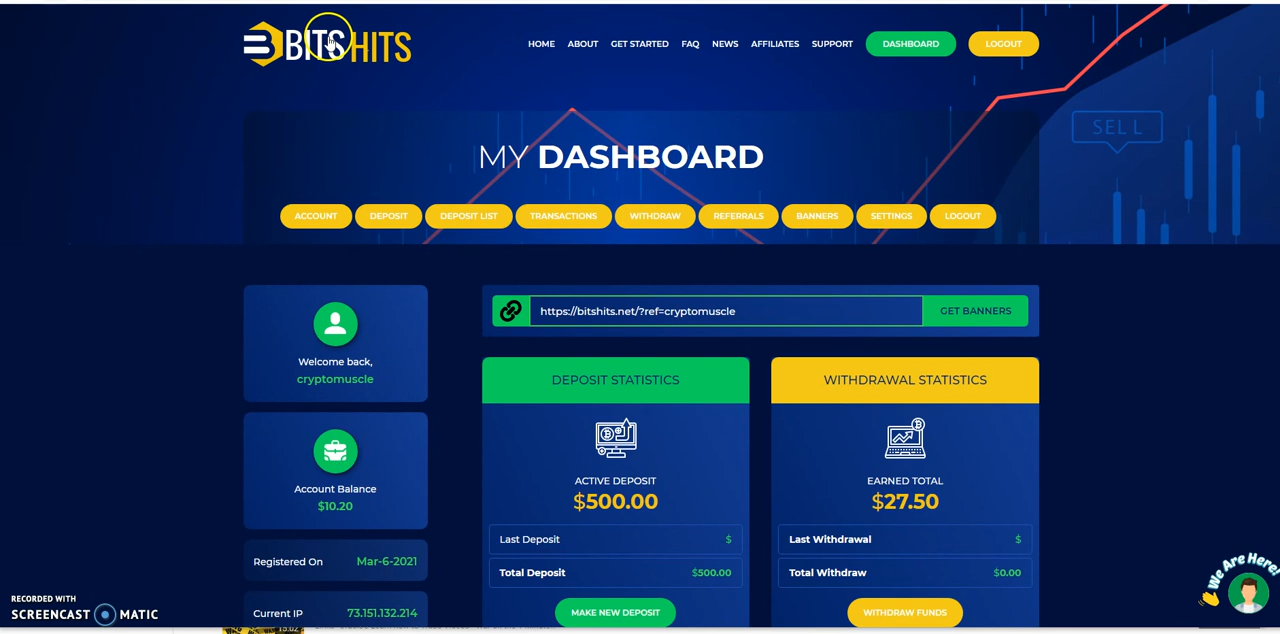 BITSHITS
HOME ABOUT GET STARTED FAQ NEWS AFFILIATES SUPPORT DASHBOARD LOGOUT
SELL
MY DASHBOARD
ACCOUNT DEPOSIT DEPOSIT LIST TRANSACTIONS WITHDRAW REFERRALS BANNERS SETTINGS LOGOUT
https://bitshits.net/?ref=cryptomuscle GET BANNERS
Welcome back,
cryptomuscle
Account Balance
$10.20
Registered On Mar-6-2021
Current IP 73.151.132.214
DEPOSIT STATISTICS
ACTIVE DEPOSIT
$500.00
Last Deposit $
Total Deposit $500.00
MAKE NEW DEPOSIT
WITHDRAWAL STATISTICS
EARNED TOTAL
$27.50
Last Withdrawal $
Total Withdraw $0.00
WITHDRAW FUNDS
We Are Here!
RECORDED WITH
SCREENCAST MATIC
15:02